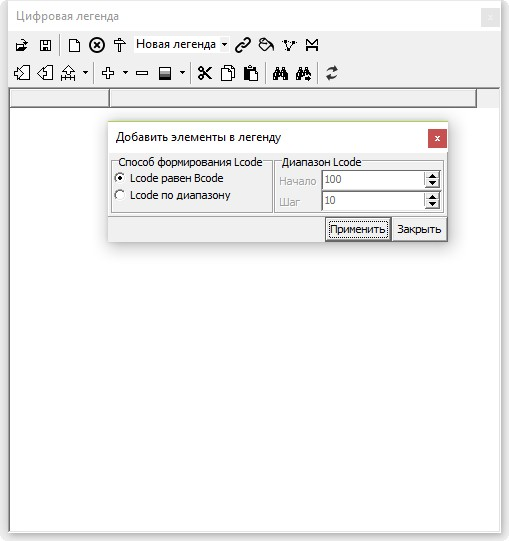 Цифровая легенда
Новая легенда
Добавить элементы в легенду
Способ формирования Lcode
Lcode равен Bcode
Lcode по диапазону
Диапазон Lcode
Начало 100
Шаг 10
Применить Закрыть